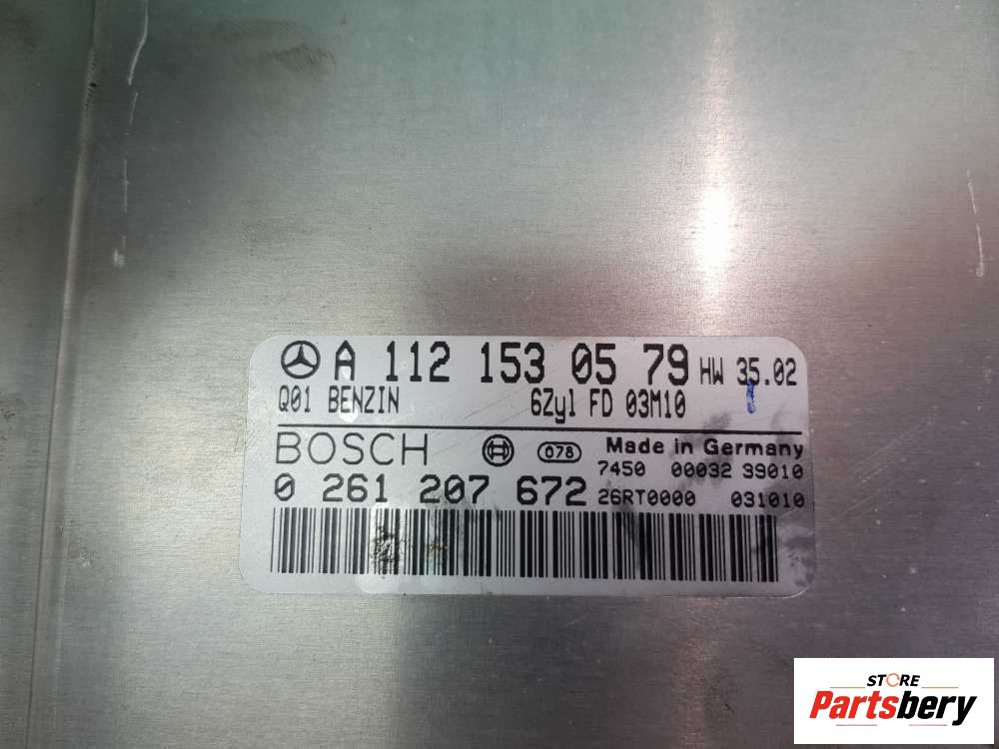 A 112 153 05 79 HW 35.02
Q01 BENZIN 6Zyl FD 03M10
BOSCH 078 Made in Germany
7450 00032 39010
0 261 207 672 26RT0000 031010
STORE
Partsbery